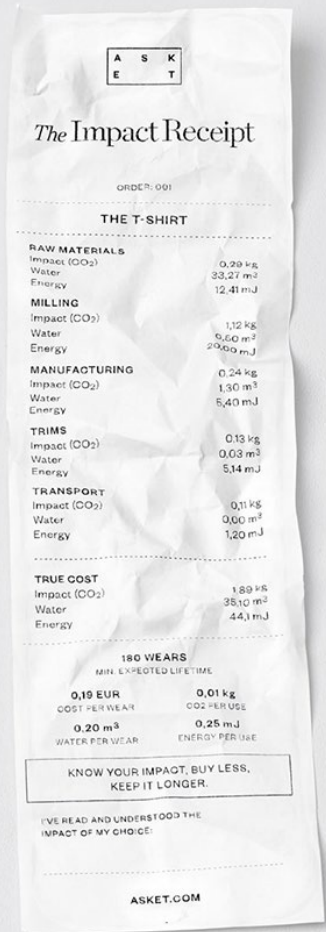 A S K
E T
The Impact Receipt
ORDER: 001
THE T-SHIRT
RAW MATERIALS
Impact (CO₂) 0,29 kg
Water 33,27 m³
Energy 12,41 mJ
MILLING
Impact (CO₂) 1,12 kg
Water 0,50 m³
Energy 20,00 mJ
MANUFACTURING
Impact (CO₂) 0,24 kg
Water 1,30 m³
Energy 5,40 mJ
TRIMS
Impact (CO₂) 0,13 kg
Water 0,03 m³
Energy 5,14 mJ
TRANSPORT
Impact (CO₂) 0,11 kg
Water 0,00 m³
Energy 1,20 mJ
TRUE COST
Impact (CO₂) 1,89 kg
Water 35,10 m³
Energy 44,1 mJ
180 WEARS
MIN. EXPECTED LIFETIME
0,19 EUR 0,01 kg
COST PER WEAR CO2 PER USE
0,20 m³ 0,25 mJ
WATER PER WEAR ENERGY PER USE
KNOW YOUR IMPACT, BUY LESS,
KEEP IT LONGER.
I'VE READ AND UNDERSTOOD THE
IMPACT OF MY CHOICE:
ASKET.COM